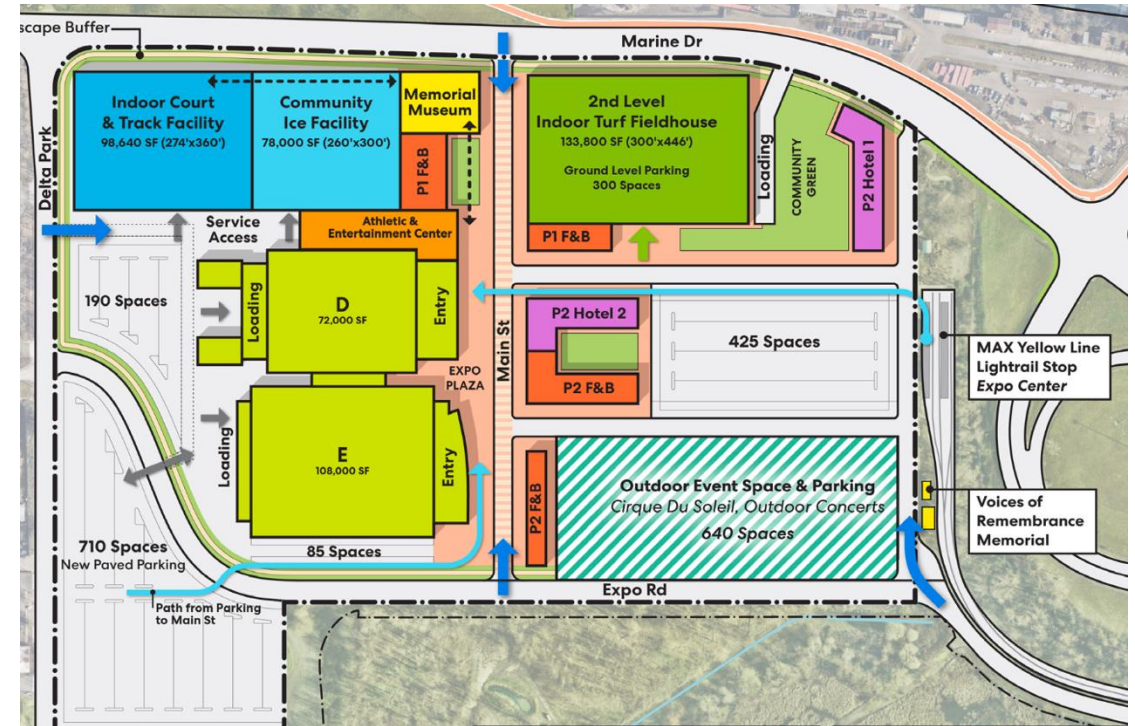 scape Buffer
Marine Dr
Delta Park
Indoor Court
& Track Facility
98,640 SF (274'x360')
Community
Ice Facility
78,000 SF (260'x300')
Memorial
Museum
P1 F&B
2nd Level
Indoor Turf Fieldhouse
133,800 SF (300'x446')
Ground Level Parking
300 Spaces
P1 F&B
Loading
COMMUNITY
GREEN
P2 Hotel 1
Service
Access
Athletic &
Entertainment Center
190 Spaces
Loading
D
72,000 SF
Entry
Main St
P2 Hotel 2
P2 F&B
425 Spaces
MAX Yellow Line
Lightrail Stop
Expo Center
EXPO
PLAZA
Loading
E
108,000 SF
Entry
P2 F&B
Outdoor Event Space & Parking
Cirque Du Soleil, Outdoor Concerts
640 Spaces
Voices of
Remembrance
Memorial
710 Spaces
New Paved Parking
85 Spaces
Path from Parking
to Main St
Expo Rd